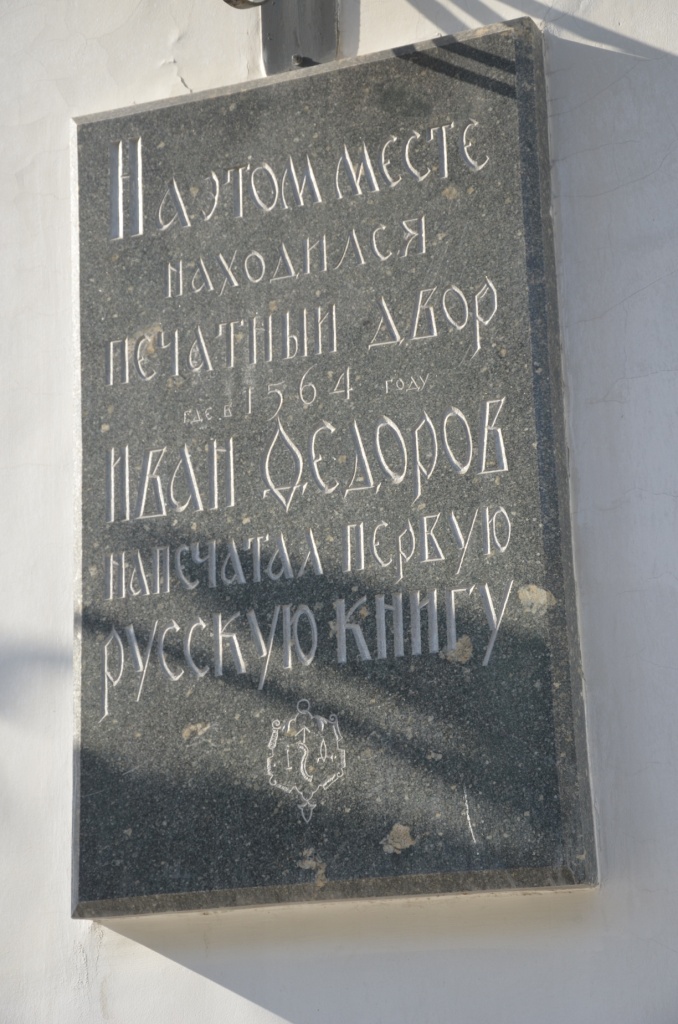 На этом месте
находился
печатный двор
где в 1564 году
Иван Федоров
напечатал первую
русскую книгу